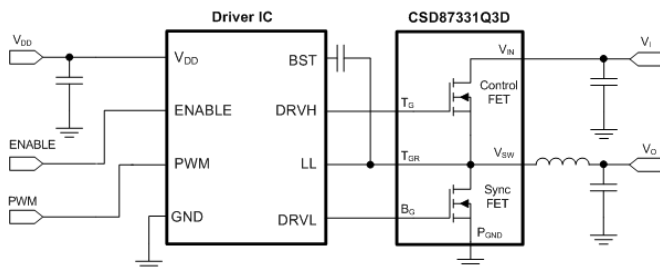 Driver IC
CSD87331Q3D
VDD
VDD
BST
VIN
VI
Control
FET
ENABLE
DRVH
TG
ENABLE
PWM
LL
TGR
VSW
VO
PWM
Sync
FET
GND
DRVL
BG
PGND